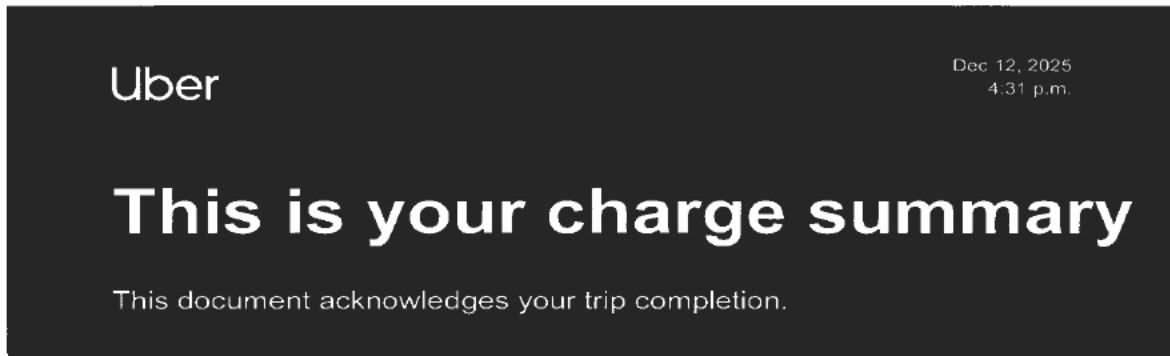 Uber
Dec 12, 2025
4:31 p.m.
This is your charge summary
This document acknowledges your trip completion.